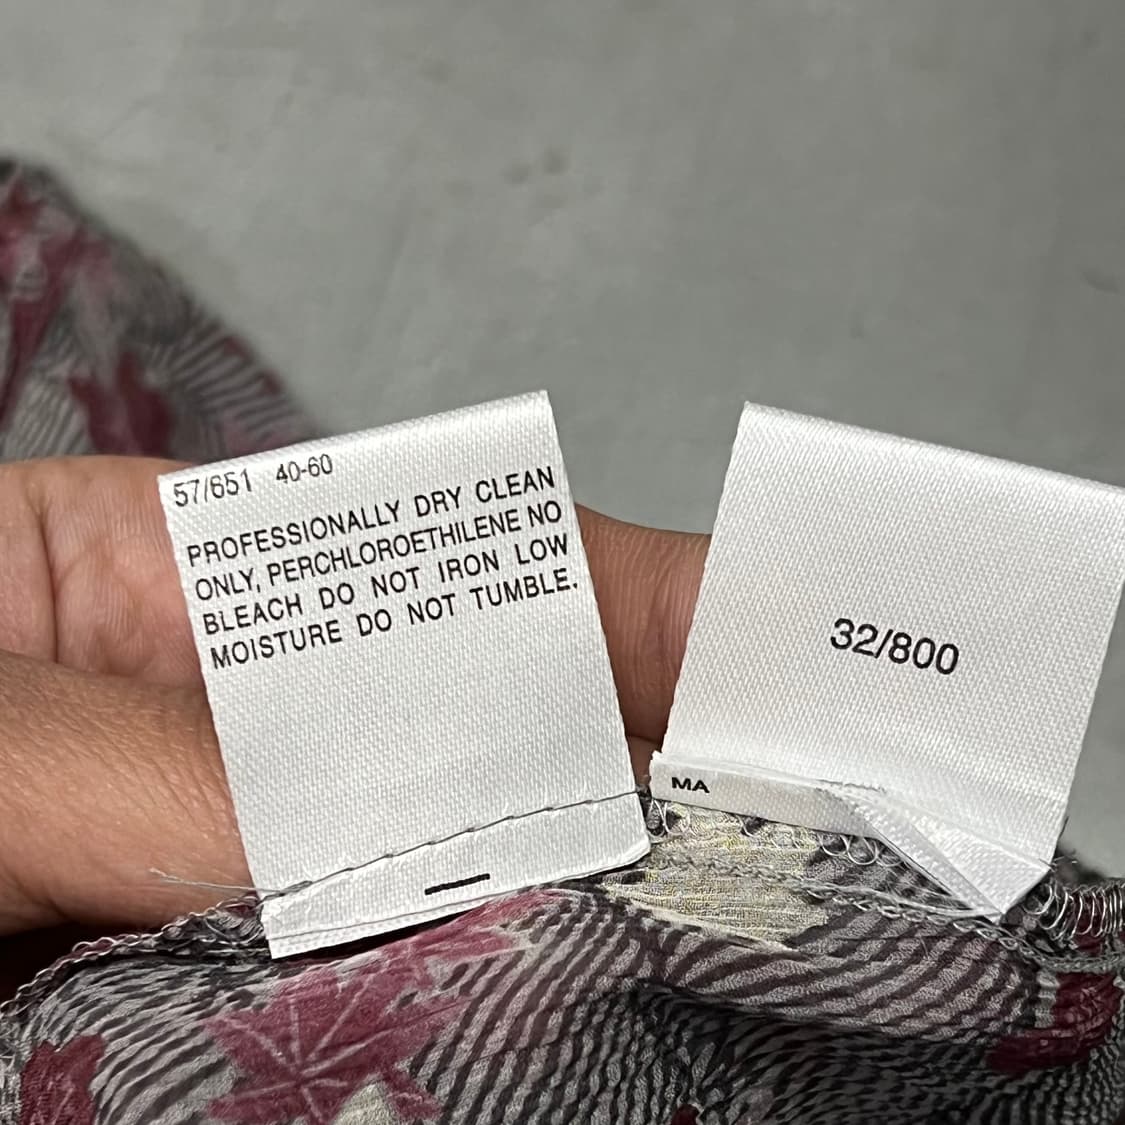 57/651 40-60
PROFESSIONALLY DRY CLEAN
ONLY, PERCHLOROETHILENE NO
BLEACH DO NOT IRON LOW
MOISTURE DO NOT TUMBLE.
32/800
MA